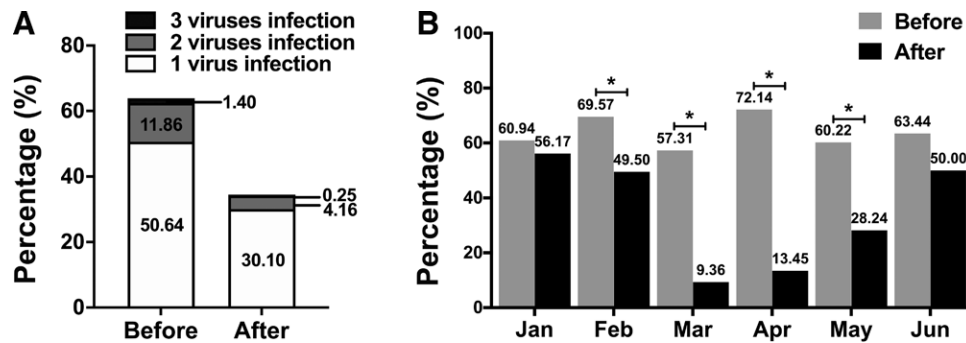 A
3 viruses infection
2 viruses infection
1 virus infection
Percentage (%)
80
60
40
20
0
1.40
11.86
50.64
0.25
4.16
30.10
Before
After
B
Before
After
Percentage (%)
100
80
60
40
20
0
60.94
56.17
69.57
*
49.50
57.31
*
9.36
72.14
*
13.45
60.22
*
28.24
63.44
50.00
Jan
Feb
Mar
Apr
May
Jun